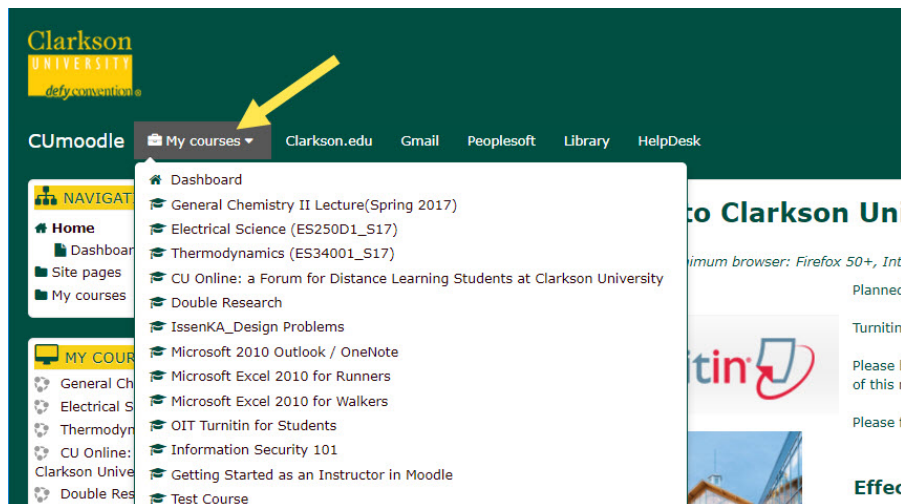 Clarkson
UNIVERSITY
defy convention®
CUmoodle My courses Clarkson.edu Gmail Peoplesoft Library HelpDesk
Dashboard
General Chemistry II Lecture(Spring 2017)
Electrical Science (ES250D1_S17)
Thermodynamics (ES34001_S17)
CU Online: a Forum for Distance Learning Students at Clarkson University
Double Research
IssenKA_Design Problems
Microsoft 2010 Outlook / OneNote
Microsoft Excel 2010 for Runners
Microsoft Excel 2010 for Walkers
OIT Turnitin for Students
Information Security 101
Getting Started as an Instructor in Moodle
Test Course
NAVIGAT
Home
Dashboar
Site pages
My courses
MY COUR
General Ch
Electrical S
Thermodyn
CU Online:
Clarkson Unive
Double Res
to Clarkson Uni
nimum browser: Firefox 50+, Int
Planned
Turnitin
Please
of this
Please
itin
Effec